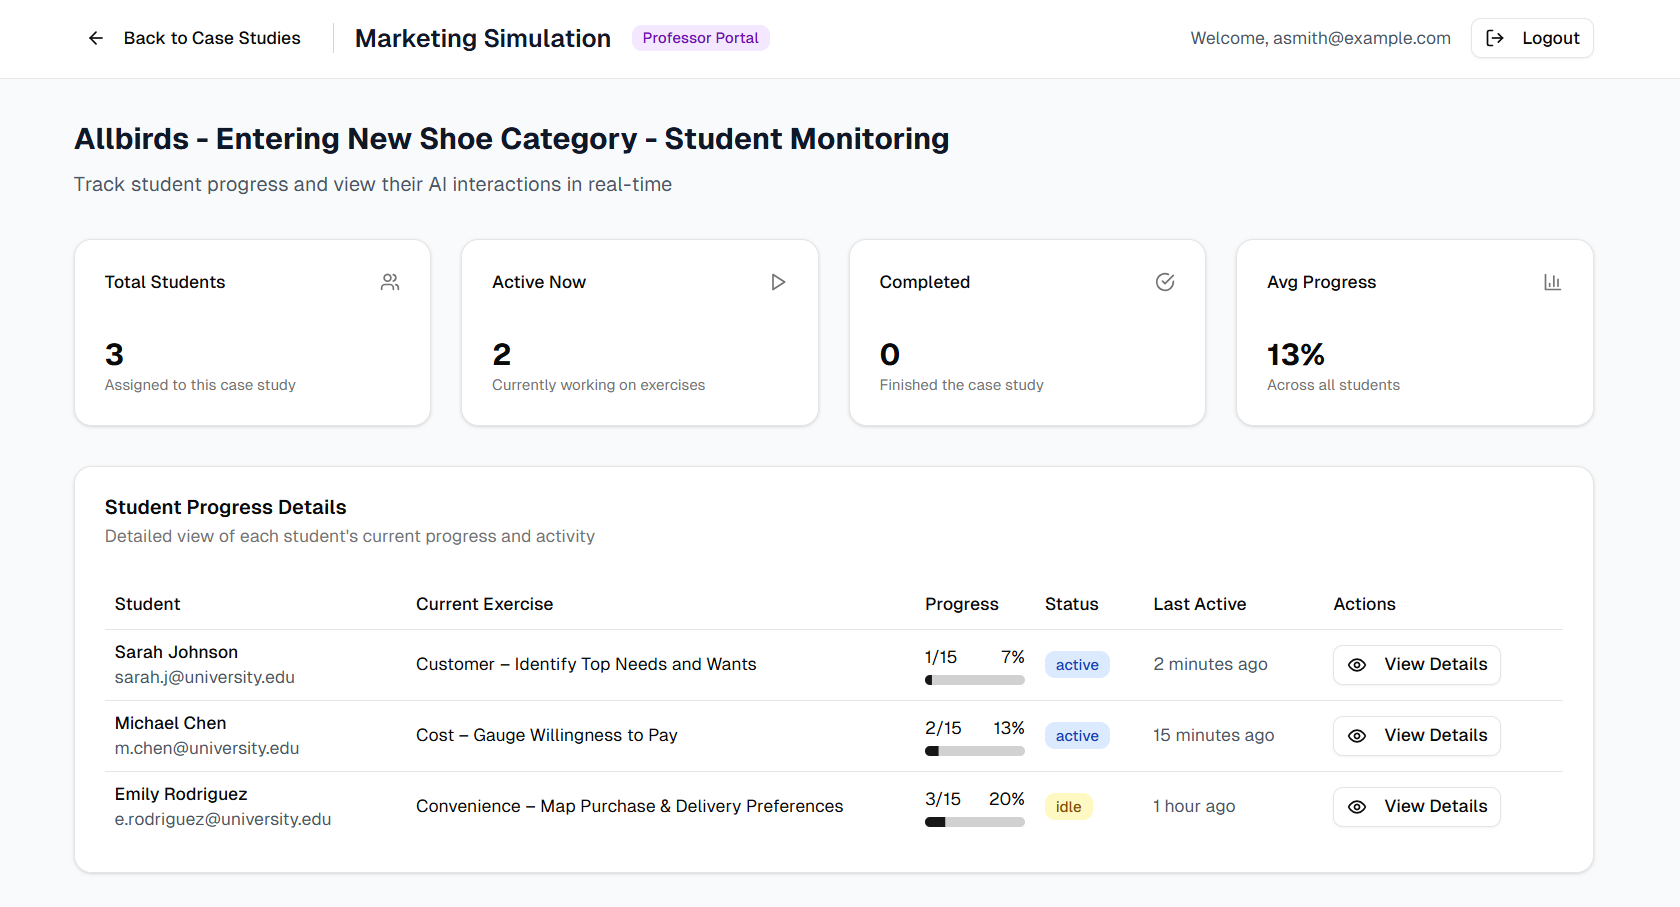 Back to Case Studies
Marketing Simulation
Professor Portal
Welcome, asmith@example.com
Logout
Allbirds - Entering New Shoe Category - Student Monitoring
Track student progress and view their AI interactions in real-time
Total Students
3
Assigned to this case study
Active Now
2
Currently working on exercises
Completed
0
Finished the case study
Avg Progress
13%
Across all students
Student Progress Details
Detailed view of each student's current progress and activity
Student Current Exercise Progress Status Last Active Actions
Sarah Johnson
sarah.j@university.edu
Customer – Identify Top Needs and Wants
1/15 7%
active
2 minutes ago
View Details
Michael Chen
m.chen@university.edu
Cost – Gauge Willingness to Pay
2/15 13%
active
15 minutes ago
View Details
Emily Rodriguez
e.rodriguez@university.edu
Convenience – Map Purchase & Delivery Preferences
3/15 20%
idle
1 hour ago
View Details